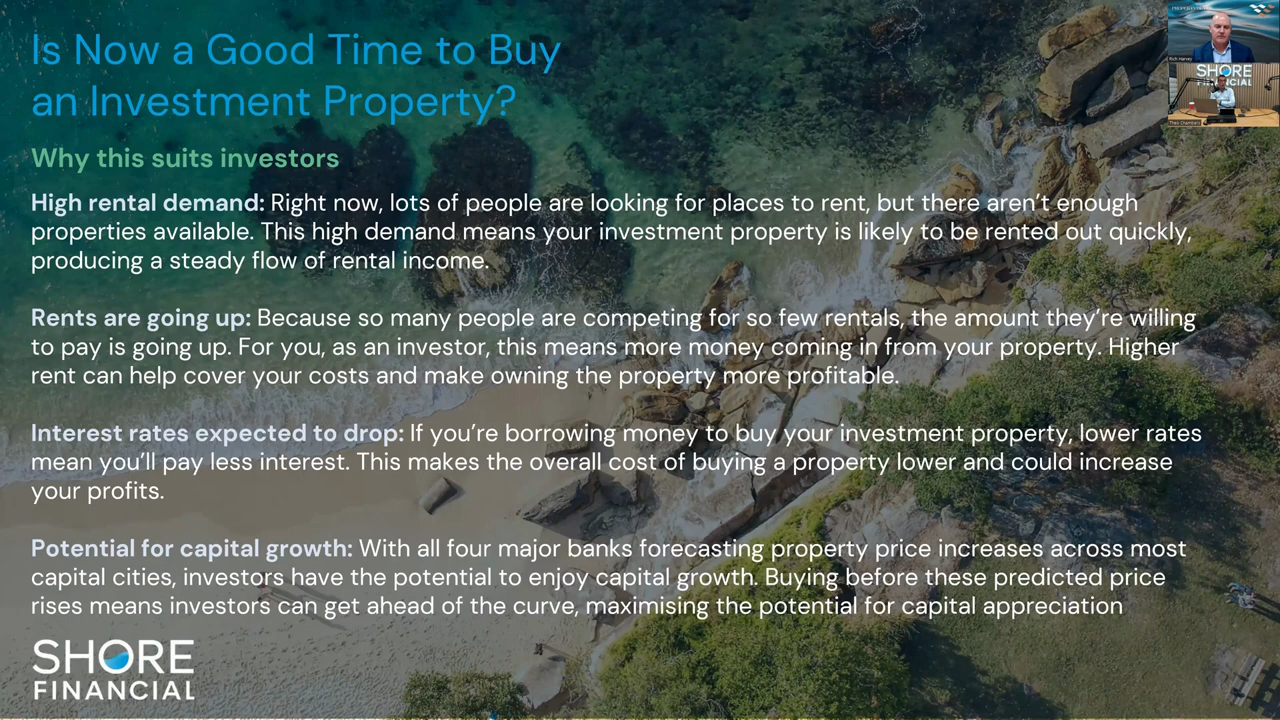 Is Now a Good Time to Buy
an Investment Property?
Why this suits investors
High rental demand: Right now, lots of people are looking for places to rent, but there aren’t enough
properties available. This high demand means your investment property is likely to be rented out quickly,
producing a steady flow of rental income.
Rents are going up: Because so many people are competing for so few rentals, the amount they’re willing
to pay is going up. For you, as an investor, this means more money coming in from your property. Higher
rent can help cover your costs and make owning the property more profitable.
Interest rates expected to drop: If you’re borrowing money to buy your investment property, lower rates
mean you’ll pay less interest. This makes the overall cost of buying a property lower and could increase
your profits.
Potential for capital growth: With all four major banks forecasting property price increases across most
capital cities, investors have the potential to enjoy capital growth. Buying before these predicted price
rises means investors can get ahead of the curve, maximising the potential for capital appreciation
SHORE
FINANCIAL
Rich Harvey
SHORE
FINANCIAL
Theo Chambers